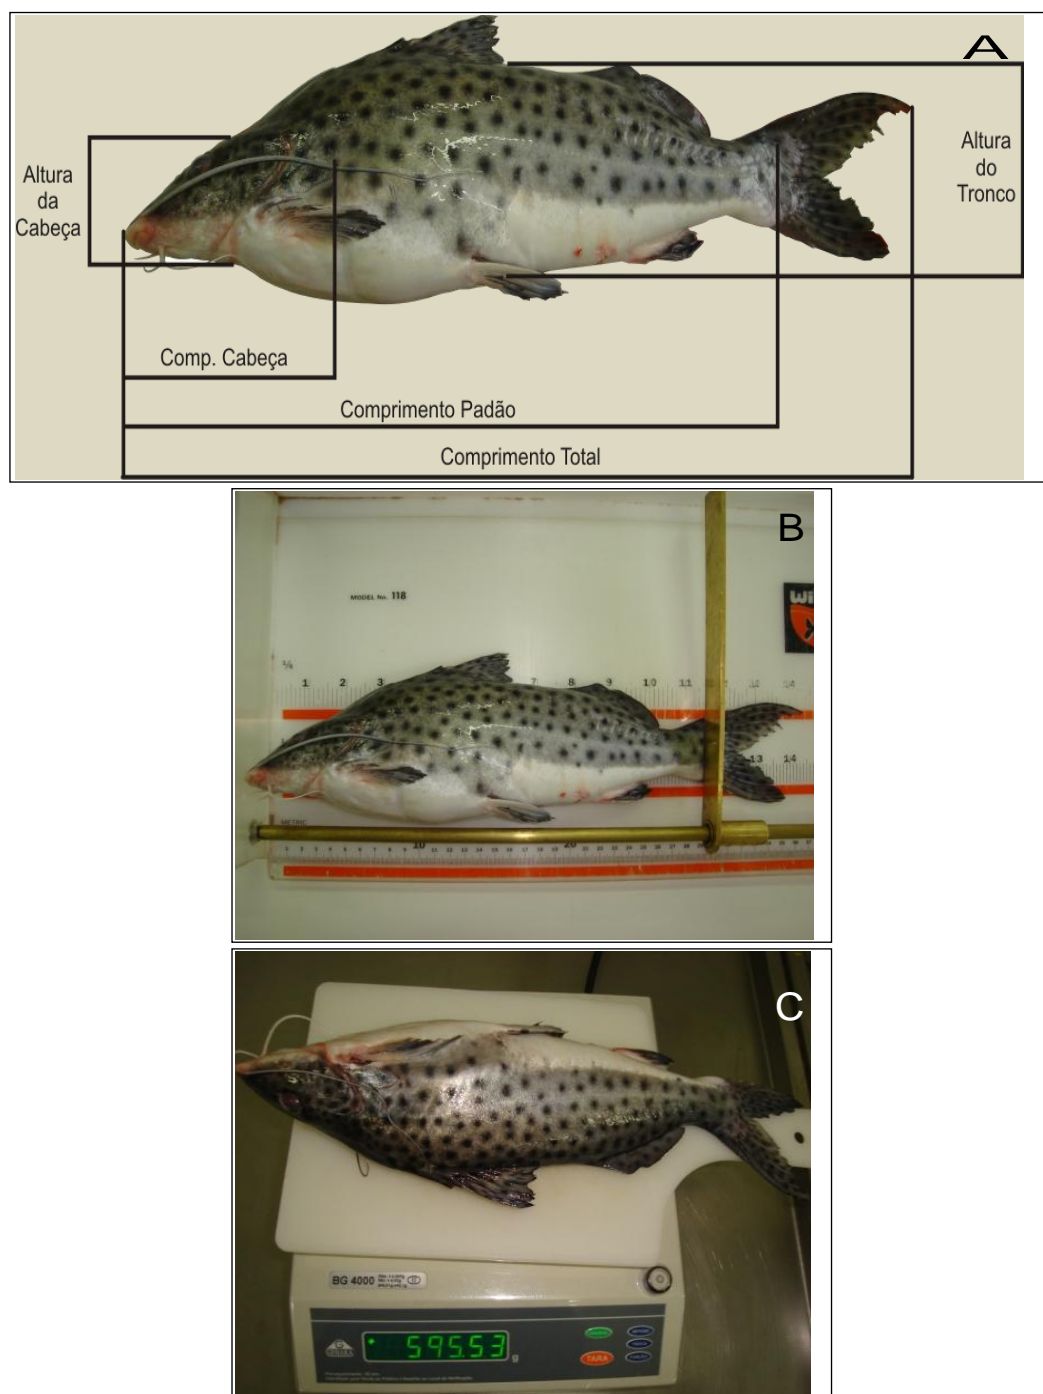 A
Altura
da
Cabeça
Altura
do
Tronco
Comp. Cabeça
Comprimento Padão
Comprimento Total
B
MODEL No. 118
Wi
1 2 3 7 8 9 10 11 12 14
13 14
METRIC
10 20
C
BG 4000
595.53 g
TARA